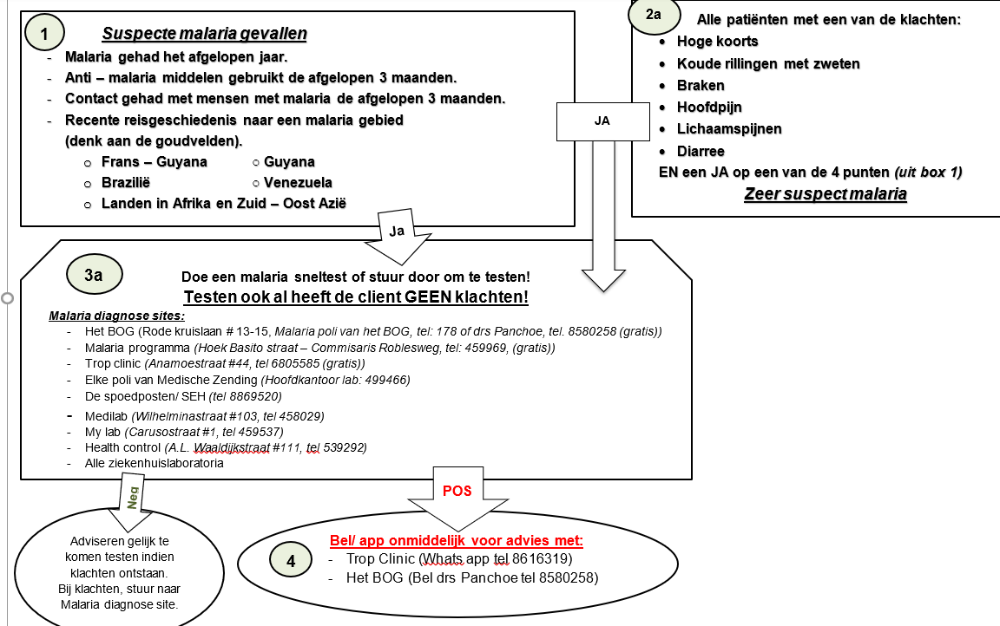 1
Suspecte malaria gevallen
- Malaria gehad het afgelopen jaar.
- Anti – malaria middelen gebruikt de afgelopen 3 maanden.
- Contact gehad met mensen met malaria de afgelopen 3 maanden.
- Recente reisgeschiedenis naar een malaria gebied
(denk aan de goudvelden).
o Frans – Guyana ○ Guyana
o Brazilië ○ Venezuela
o Landen in Afrika en Zuid – Oost Azië
Ja
JA
2a
Alle patiënten met een van de klachten:
• Hoge koorts
• Koude rillingen met zweten
• Braken
• Hoofdpijn
• Lichaamspijnen
• Diarree
EN een JA op een van de 4 punten (uit box 1)
Zeer suspect malaria
3a
Doe een malaria sneltest of stuur door om te testen!
Testen ook al heeft de client GEEN klachten!
Malaria diagnose sites:
- Het BOG (Rode kruislaan # 13-15, Malaria poli van het BOG, tel: 178 of drs Panchoe, tel. 8580258 (gratis))
- Malaria programma (Hoek Basito straat – Commisaris Roblesweg, tel: 459969, (gratis))
- Trop clinic (Anamoestraat #44, tel 6805585 (gratis))
- Elke poli van Medische Zending (Hoofdkantoor lab: 499466)
- De spoedposten/ SEH (tel 8869520)
- Medilab (Wilhelminastraat #103, tel 458029)
- My lab (Carusostraat #1, tel 459537)
- Health control (A.L. Waaldijkstraat #111, tel 539292)
- Alle ziekenhuislaboratoria
Neg
Adviseren gelijk te
komen testen indien
klachten ontstaan.
Bij klachten, stuur naar
Malaria diagnose site.
POS
4
Bel/ app onmiddelijk voor advies met:
- Trop Clinic (Whats app tel 8616319)
- Het BOG (Bel drs Panchoe tel 8580258)